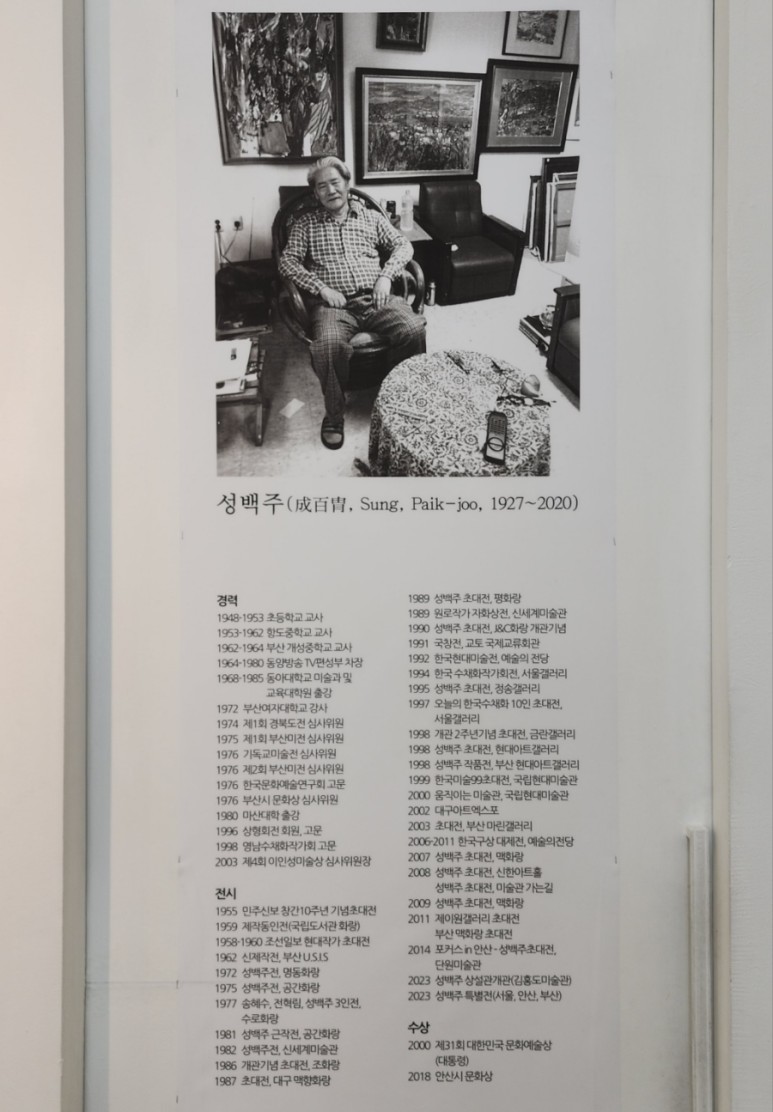 성백주(成百冑, Sung, Paik-joo, 1927~2020)
경력
1948-1953 초등학교 교사
1953-1962 항도중학교 교사
1962-1964 부산 개성중학교 교사
1964-1980 동양방송 TV편성부 차장
1968-1985 동아대학교 미술과 및
교육대학원 출강
1972 부산여자대학교 강사
1974 제1회 경북도전 심사위원
1975 제1회 부산미전 심사위원
1976 기독교미술전 심사위원
1976 제2회 부산미전 심사위원
1976 한국문화예술연구회 고문
1976 부산시 문화상 심사위원
1980 마산대학 출강
1996 상형회전 회원, 고문
1998 영남수채화작가회 고문
2003 제4회 이인성미술상 심사위원장
전시
1955 민주신보 창간10주년 기념초대전
1959 제작동인전(국립도서관 화랑)
1958-1960 조선일보 현대작가 초대전
1962 신제작전, 부산 U.S.I.S
1972 성백주전, 명동화랑
1975 성백주전, 공간화랑
1977 송혜수, 전혁림, 성백주 3인전,
수로화랑
1981 성백주 근작전, 공간화랑
1982 성백주전, 신세계미술관
1986 개관기념 초대전, 조화랑
1987 초대전, 대구 맥향화랑
1989 성백주 초대전, 평화랑
1989 원로작가 자화상전, 신세계미술관
1990 성백주 초대전, J&C화랑 개관기념
1991 국창전, 교토 국제교류회관
1992 한국현대미술전, 예술의 전당
1994 한국 수채화작가회전, 서울갤러리
1995 성백주 초대전, 정송갤러리
1997 오늘의 한국수채화 10인 초대전,
서울갤러리
1998 개관 2주년기념 초대전, 금란갤러리
1998 성백주 초대전, 현대아트갤러리
1998 성백주 작품전, 부산 현대아트갤러리
1999 한국미술99초대전, 국립현대미술관
2000 움직이는 미술관, 국립현대미술관
2002 대구아트엑스포
2003 초대전, 부산 마린갤러리
2006-2011 한국구상 대제전, 예술의전당
2007 성백주 초대전, 맥화랑
2008 성백주 초대전, 신한아트홀
성백주 초대전, 미술관 가는길
2009 성백주 초대전, 맥화랑
2011 제이원갤러리 초대전
부산 맥화랑 초대전
2014 포커스 in 안산 - 성백주초대전,
단원미술관
2023 성백주 상설관개관(김홍도미술관)
2023 성백주 특별전(서울, 안산, 부산)
수상
2000 제31회 대한민국 문화예술상
(대통령)
2018 안산시 문화상